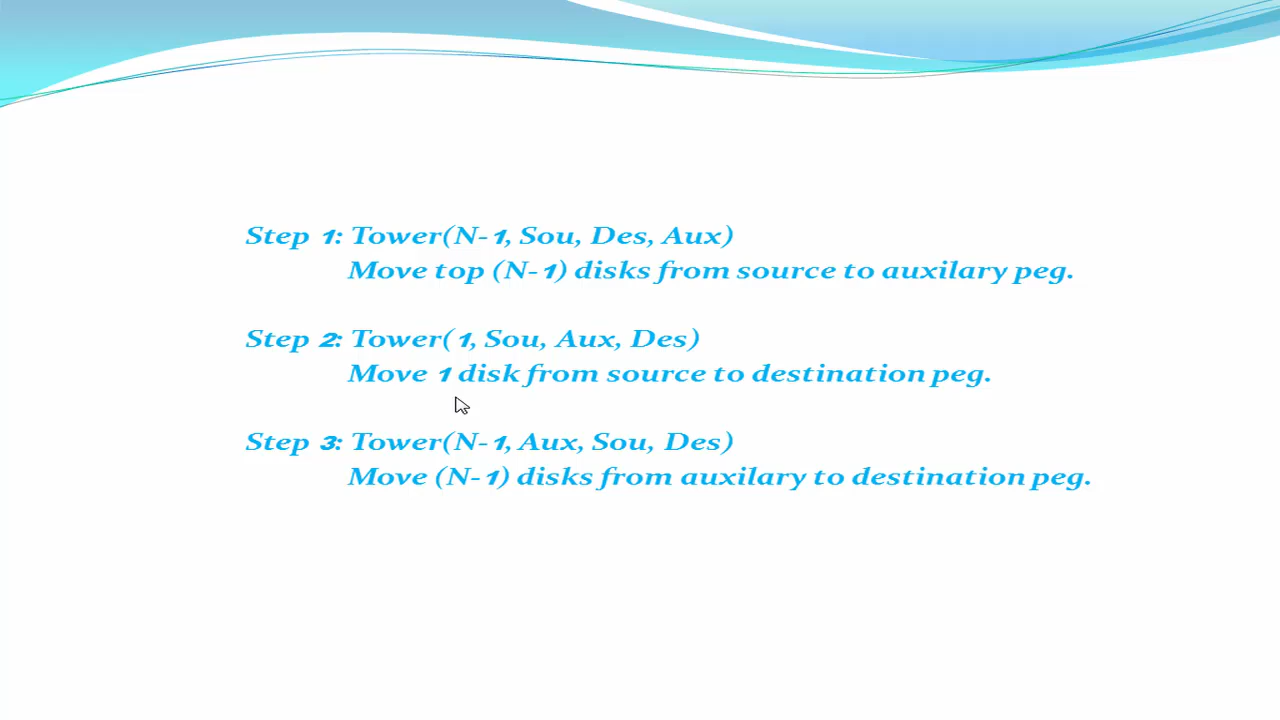 Step 1: Tower(N-1, Sou, Des, Aux)
Move top (N-1) disks from source to auxilary peg.
Step 2: Tower(1, Sou, Aux, Des)
Move 1 disk from source to destination peg.
Step 3: Tower(N-1, Aux, Sou, Des)
Move (N-1) disks from auxilary to destination peg.